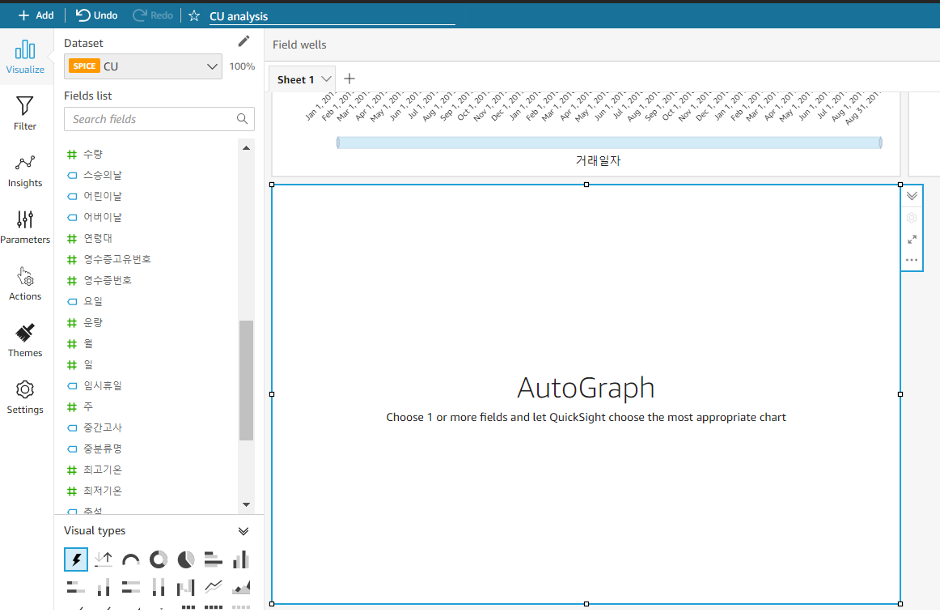 Add
Undo
Redo
CU analysis
Visualize
Filter
Insights
Parameters
Actions
Themes
Settings
Dataset
SPICE CU
100%
Fields list
Search fields
수량
스승의날
어린이날
어버이날
연령대
영수증고유번호
영수증번호
요일
운량
월
일
임시휴일
주
중간고사
중분류명
최고기온
최저기온
추석
Visual types
Field wells
Sheet 1
Jan 1, 201...
Feb 1, 201...
Mar 1, 201...
Apr 1, 201...
May 1, 201...
Jun 1, 201...
Jul 1, 201...
Aug 1, 201...
Sep 1, 201...
Oct 1, 201...
Nov 1, 201...
Dec 1, 201...
Jan 1, 201...
Feb 1, 201...
Mar 1, 201...
Apr 1, 201...
May 1, 201...
Jun 1, 201...
Jul 1, 201...
Aug 1, 201...
Sep 1, 201...
Oct 1, 201...
Nov 1, 201...
Dec 1, 201...
Jan 1, 201...
Feb 1, 201...
Mar 1, 201...
Apr 1, 201...
May 1, 201...
Jun 1, 201...
Jul 1, 201...
Aug 1, 201...
Aug 31, 201...
거래일자
AutoGraph
Choose 1 or more fields and let QuickSight choose the most appropriate chart